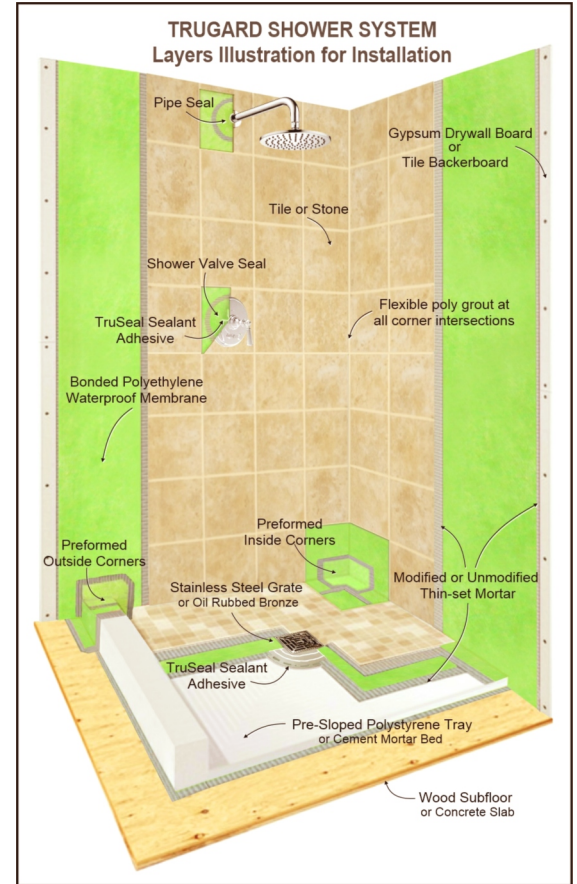 TRUGARD SHOWER SYSTEM
Layers Illustration for Installation
Pipe Seal
Gypsum Drywall Board
or
Tile Backerboard
Tile or Stone
Shower Valve Seal
TruSeal Sealant
Adhesive
Flexible poly grout at
all corner intersections
Bonded Polyethylene
Waterproof Membrane
Preformed
Inside Corners
Preformed
Outside Corners
Modified or Unmodified
Thin-set Mortar
Stainless Steel Grate
or Oil Rubbed Bronze
TruSeal Sealant
Adhesive
Pre-Sloped Polystyrene Tray
or Cement Mortar Bed
Wood Subfloor
or Concrete Slab